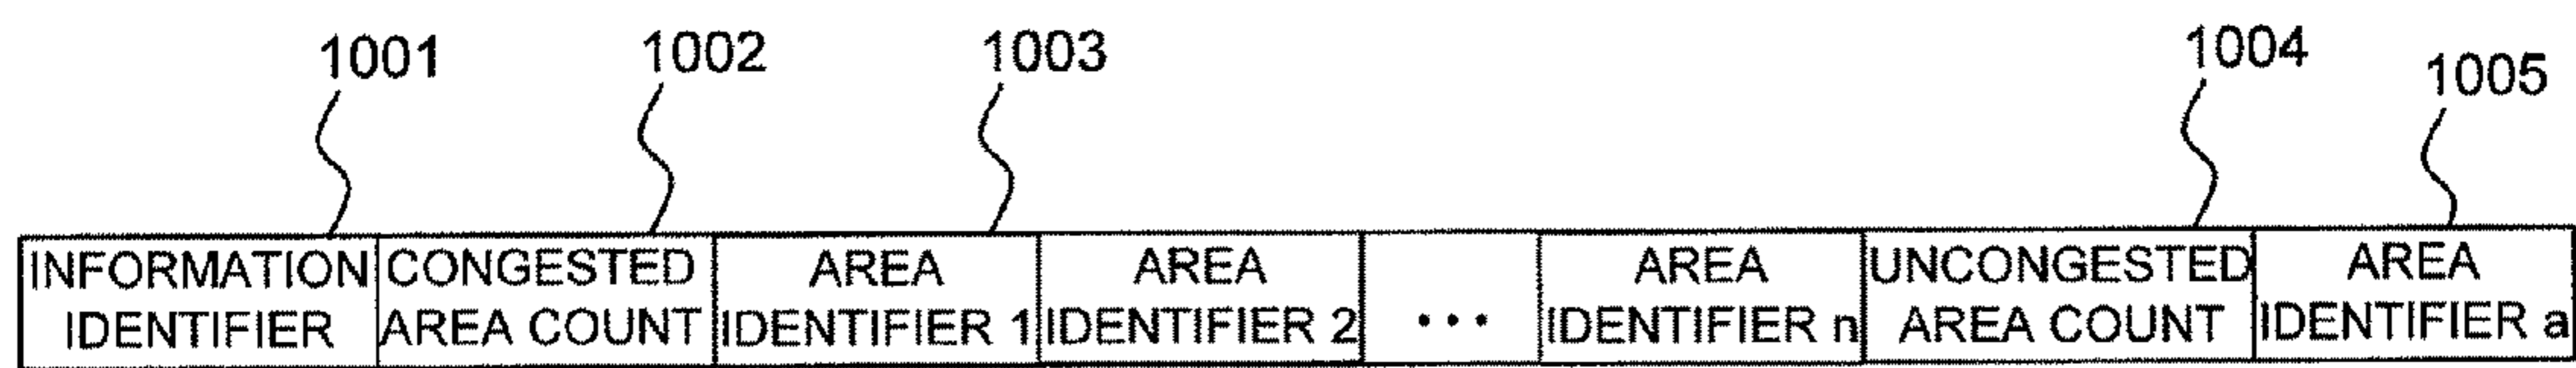 1001 1002 1003 1004 1005
INFORMATION CONGESTED AREA AREA AREA UNCONGESTED AREA
IDENTIFIER AREA COUNT IDENTIFIER 1 IDENTIFIER 2 ... IDENTIFIER n AREA COUNT IDENTIFIER a